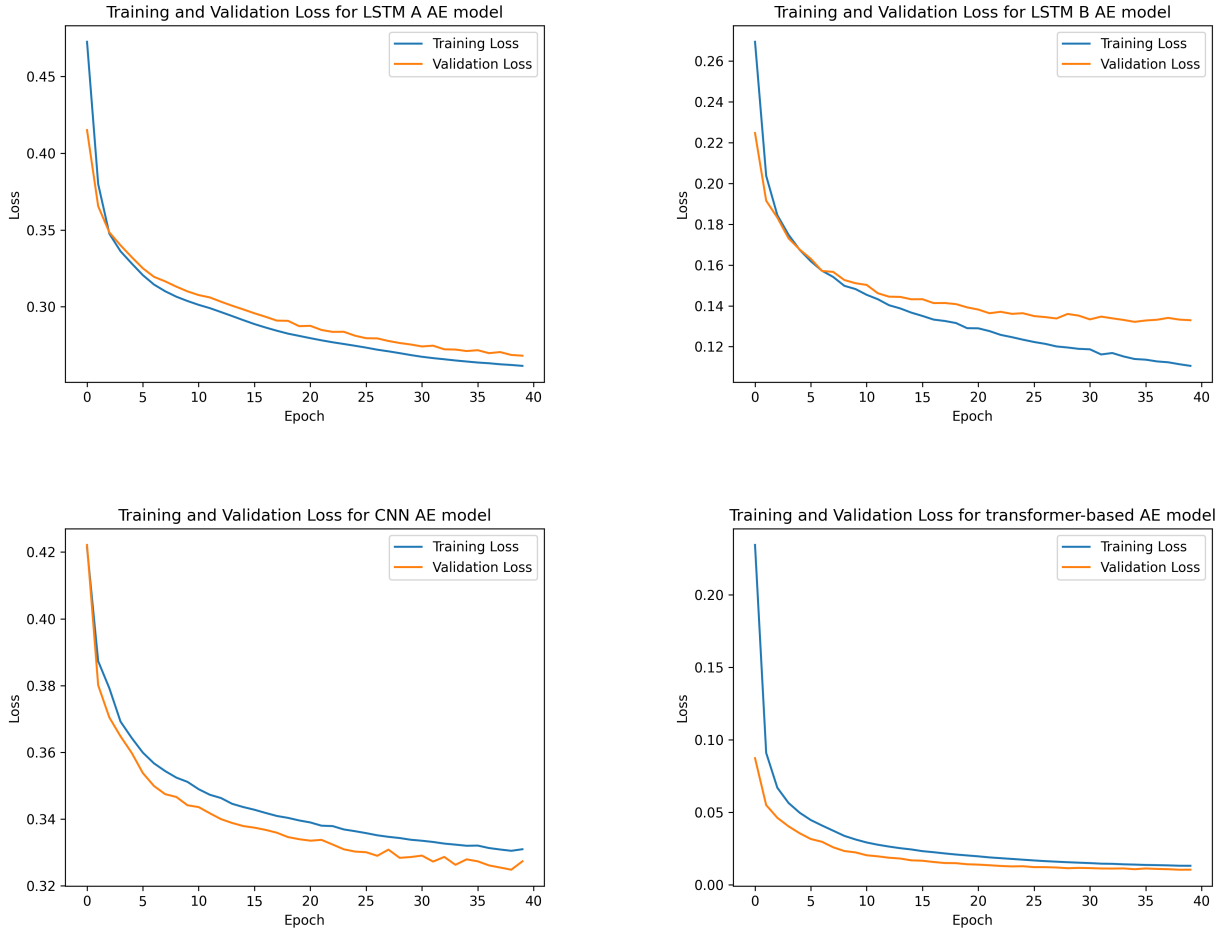 Training and Validation Loss for LSTM A AE model
Training Loss
Validation Loss
0.45
0.40
0.35
0.30
Loss
0 5 10 15 20 25 30 35 40
Epoch
Training and Validation Loss for LSTM B AE model
Training Loss
Validation Loss
0.26
0.24
0.22
0.20
0.18
0.16
0.14
0.12
Loss
0 5 10 15 20 25 30 35 40
Epoch
Training and Validation Loss for CNN AE model
Training Loss
Validation Loss
0.42
0.40
0.38
0.36
0.34
0.32
Loss
0 5 10 15 20 25 30 35 40
Epoch
Training and Validation Loss for transformer-based AE model
Training Loss
Validation Loss
0.20
0.15
0.10
0.05
0.00
Loss
0 5 10 15 20 25 30 35 40
Epoch